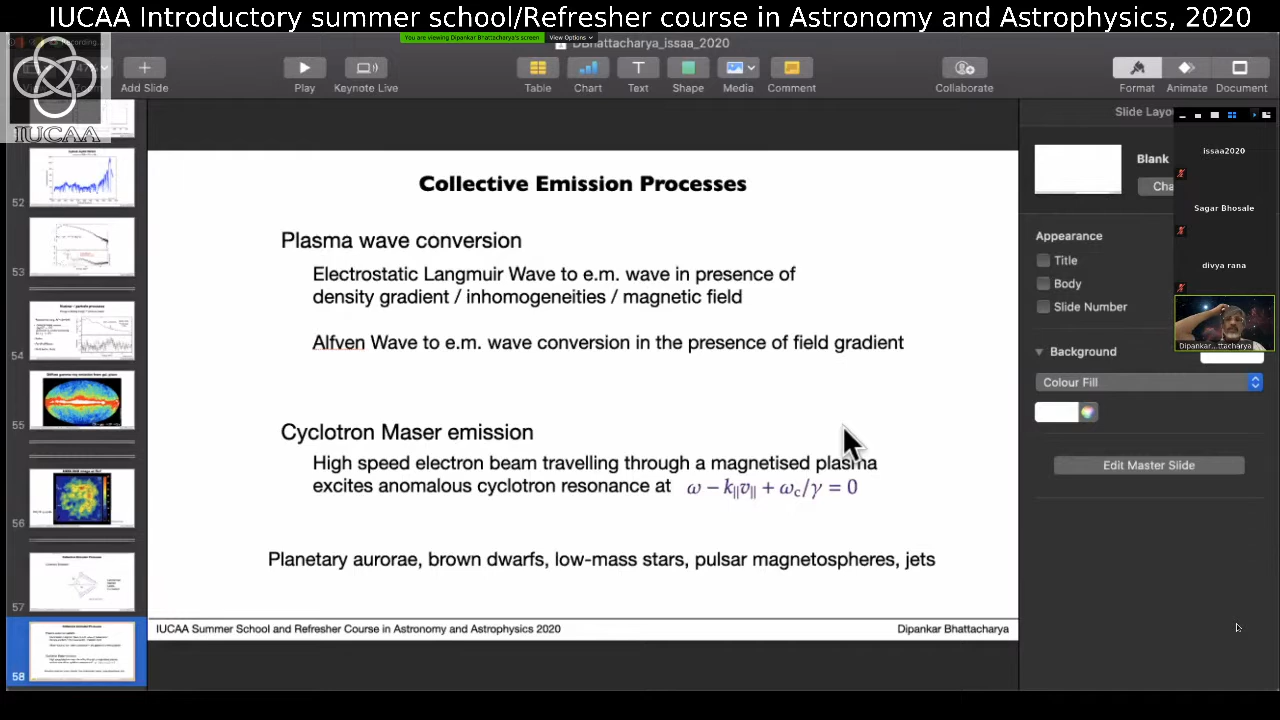 IUCAA Introductory summer school/Refresher course in Astronomy and Astrophysics, 2020
Recording...
You are viewing Dipankar Bhattacharya's screen
View Options
DBhattacharya_issaa_2020
Add Slide
Play
Keynote Live
Table
Chart
Text
Shape
Media
Comment
Collaborate
Format
Animate
Document
IUCAA
52
53
54
55
56
57
58
Collective Emission Processes
Plasma wave conversion
Electrostatic Langmuir Wave to e.m. wave in presence of
density gradient / inhomogeneities / magnetic field
Alfven Wave to e.m. wave conversion in the presence of field gradient
Cyclotron Maser emission
High speed electron beam travelling through a magnetised plasma
excites anomalous cyclotron resonance at ω − k∥v∥ + ωc/γ = 0
Planetary aurorae, brown dwarfs, low-mass stars, pulsar magnetospheres, jets
IUCAA Summer School and Refresher Course in Astronomy and Astrophysics 2020
Dipankar Bhattacharya
Slide Layou
Blank
Cha
Appearance
Title
Body
Slide Number
Background
Colour Fill
Edit Master Slide
issaa2020
Sagar Bhosale
divya rana
Dipankar...ttacharya